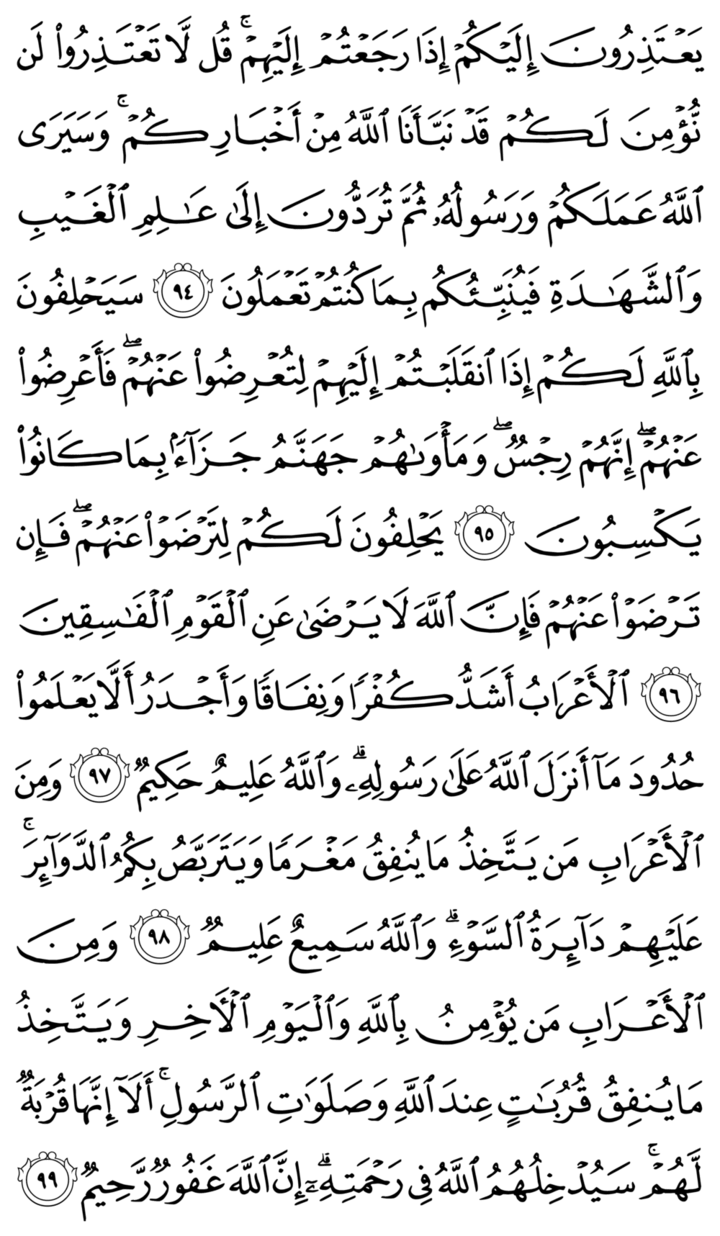 يَعْتَذِرُونَ إِلَيْكُمْ إِذَا رَجَعْتُمْ إِلَيْهِمْ ۚ قُل لَّا تَعْتَذِرُوا۟ لَن
نُّؤْمِنَ لَكُمْ قَدْ نَبَّأَنَا ٱللَّهُ مِنْ أَخْبَارِكُمْ ۚ وَسَيَرَى
ٱللَّهُ عَمَلَكُمْ وَرَسُولُهُۥ ثُمَّ تُرَدُّونَ إِلَىٰ عَـٰلِمِ ٱلْغَيْبِ
وَٱلشَّهَـٰدَةِ فَيُنَبِّئُكُم بِمَا كُنتُمْ تَعْمَلُونَ ٩٤ سَيَحْلِفُونَ
بِٱللَّهِ لَكُمْ إِذَا ٱنقَلَبْتُمْ إِلَيْهِمْ لِتُعْرِضُوا۟ عَنْهُمْ ۖ فَأَعْرِضُوا۟
عَنْهُمْ ۖ إِنَّهُمْ رِجْسٌ ۖ وَمَأْوَىٰهُمْ جَهَنَّمُ جَزَآءًۢ بِمَا كَانُوا۟
يَكْسِبُونَ ٩٥ يَحْلِفُونَ لَكُمْ لِتَرْضَوْا۟ عَنْهُمْ ۖ فَإِن
تَرْضَوْا۟ عَنْهُمْ فَإِنَّ ٱللَّهَ لَا يَرْضَىٰ عَنِ ٱلْقَوْمِ ٱلْفَـٰسِقِينَ
٩٦ ٱلْأَعْرَابُ أَشَدُّ كُفْرًا وَنِفَاقًا وَأَجْدَرُ أَلَّا يَعْلَمُوا۟
حُدُودَ مَآ أَنزَلَ ٱللَّهُ عَلَىٰ رَسُولِهِۦ ۗ وَٱللَّهُ عَلِيمٌ حَكِيمٌ ٩٧ وَمِنَ
ٱلْأَعْرَابِ مَن يَتَّخِذُ مَا يُنفِقُ مَغْرَمًا وَيَتَرَبَّصُ بِكُمُ ٱلدَّوَآئِرَ ۚ
عَلَيْهِمْ دَآئِرَةُ ٱلسَّوْءِ ۗ وَٱللَّهُ سَمِيعٌ عَلِيمٌ ٩٨ وَمِنَ
ٱلْأَعْرَابِ مَن يُؤْمِنُ بِٱللَّهِ وَٱلْيَوْمِ ٱلْـَٔاخِرِ وَيَتَّخِذُ
مَا يُنفِقُ قُرُبَـٰتٍ عِندَ ٱللَّهِ وَصَلَوَٰتِ ٱلرَّسُولِ ۚ أَلَآ إِنَّهَا قُرْبَةٌ
لَّهُمْ ۚ سَيُدْخِلُهُمُ ٱللَّهُ فِى رَحْمَتِهِۦٓ ۗ إِنَّ ٱللَّهَ غَفُورٌ رَّحِيمٌ ٩٩